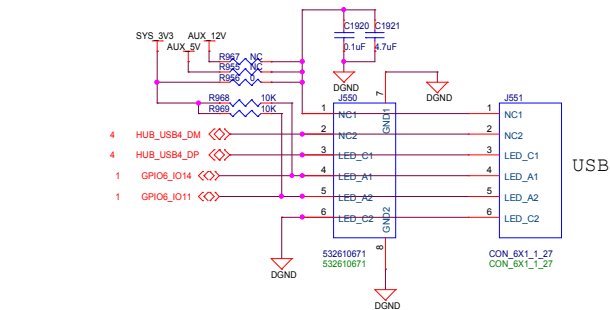 SYS_3V3 AUX_12V
AUX_5V
C1920 C1921
0.1uF 4.7uF
R967 NC
R955 NC
R956 0
DGND
DGND
R968 10K
R969 10K
J550
J551
7
GND1
1 NC1 1 NC1
4 HUB_USB4_DM 2 NC2 2 NC2
4 HUB_USB4_DP 3 LED_C1 3 LED_C1
1 GPIO6_IO14 4 LED_A1 4 LED_A1
1 GPIO6_IO11 5 LED_A2 5 LED_A2
6 LED_C2 6 LED_C2
GND2
8
USB
532610671
532610671
CON_6X1_1_27
CON_6X1_1_27
DGND
DGND